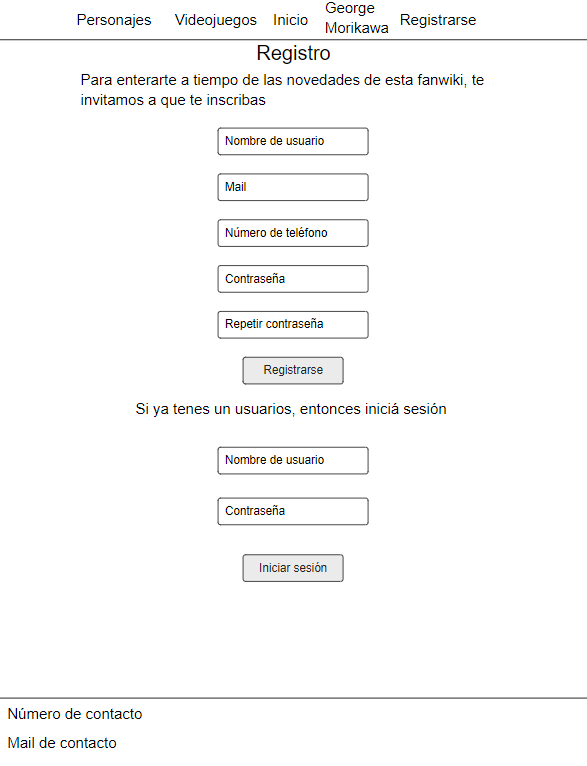 Personajes Videojuegos Inicio George Morikawa Registrarse
Registro
Para enterarte a tiempo de las novedades de esta fanwiki, te
invitamos a que te inscribas
Nombre de usuario
Mail
Número de teléfono
Contraseña
Repetir contraseña
Registrarse
Si ya tenes un usuarios, entonces iniciá sesión
Nombre de usuario
Contraseña
Iniciar sesión
Número de contacto
Mail de contacto